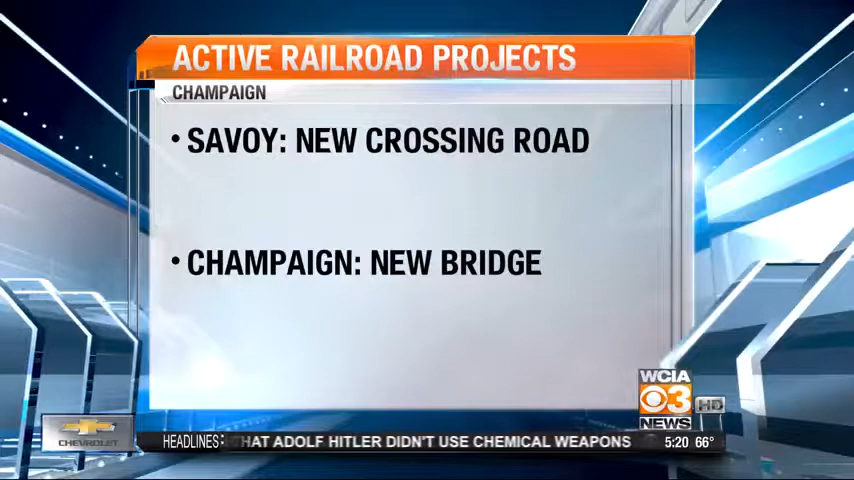 ACTIVE RAILROAD PROJECTS
CHAMPAIGN
• SAVOY: NEW CROSSING ROAD
• CHAMPAIGN: NEW BRIDGE
WCIA
3 HD
NEWS
CHEVROLET
HEADLINES: HAT ADOLF HITLER DIDN'T USE CHEMICAL WEAPONS 5:20 66°